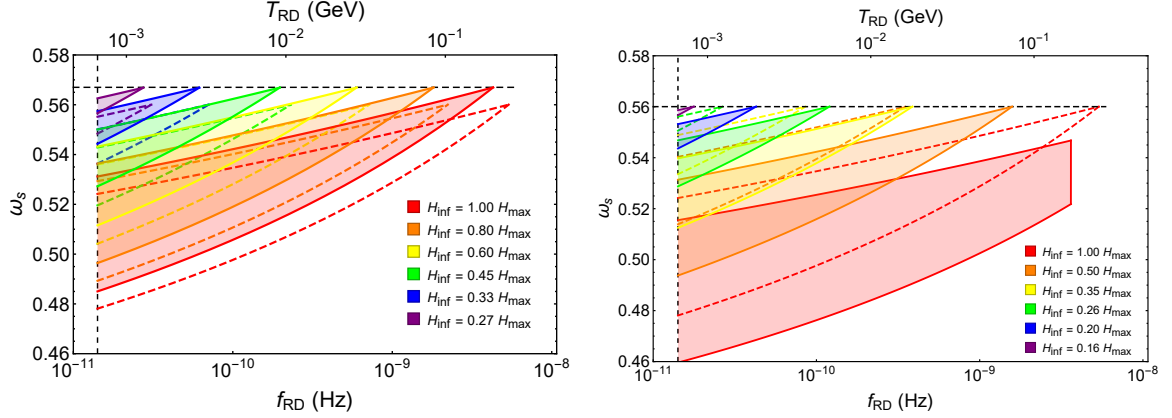 T_RD (GeV)
10^-3 10^-2 10^-1
0.58
0.56
0.54
0.52
0.50
0.48
0.46
ω_s
H_inf = 1.00 H_max
H_inf = 0.80 H_max
H_inf = 0.60 H_max
H_inf = 0.45 H_max
H_inf = 0.33 H_max
H_inf = 0.27 H_max
10^-11 10^-10 10^-9 10^-8
f_RD (Hz)
T_RD (GeV)
10^-3 10^-2 10^-1
0.58
0.56
0.54
0.52
0.50
0.48
0.46
ω_s
H_inf = 1.00 H_max
H_inf = 0.50 H_max
H_inf = 0.35 H_max
H_inf = 0.26 H_max
H_inf = 0.20 H_max
H_inf = 0.16 H_max
10^-11 10^-10 10^-9 10^-8
f_RD (Hz)